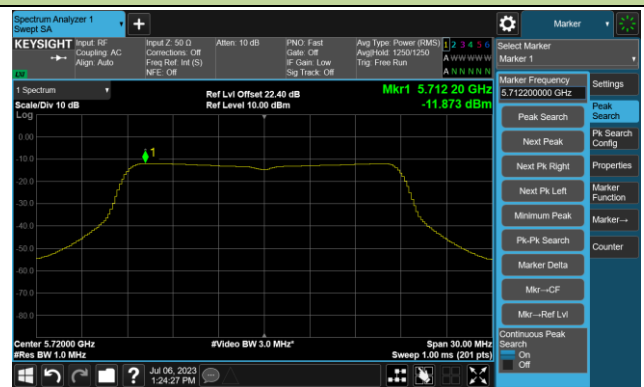 Spectrum Analyzer 1
Swept SA
+
Marker
KEYSIGHT
Input: RF
Coupling: AC
Align: Auto
Input Z: 50 Ω
Corrections: Off
Freq Ref: Int (S)
NFE: Off
Atten: 10 dB
PNO: Fast
Gate: Off
IF Gain: Low
Sig Track: Off
Avg Type: Power (RMS)
Avg|Hold: 1250/1250
Trig: Free Run
1 2 3 4 5 6
A W W W W W
A N N N N N
LXI
Select Marker
Marker 1
1 Spectrum
Scale/Div 10 dB
Ref Lvl Offset 22.40 dB
Ref Level 10.00 dBm
Mkr1 5.712 20 GHz
-11.873 dBm
Log
0.00
-10.0
-20.0
-30.0
-40.0
-50.0
-60.0
-70.0
-80.0
1
Center 5.72000 GHz
#Res BW 1.0 MHz
#Video BW 3.0 MHz*
Span 30.00 MHz
Sweep 1.00 ms (201 pts)
Marker Frequency
5.712200000 GHz
Peak Search
Next Peak
Next Pk Right
Next Pk Left
Minimum Peak
Pk-Pk Search
Marker Delta
Mkr→CF
Mkr→Ref Lvl
Continuous Peak
Search
On
Off
Settings
Peak
Search
Pk Search
Config
Properties
Marker
Function
Marker→
Counter
?
Jul 06, 2023
1:24:27 PM